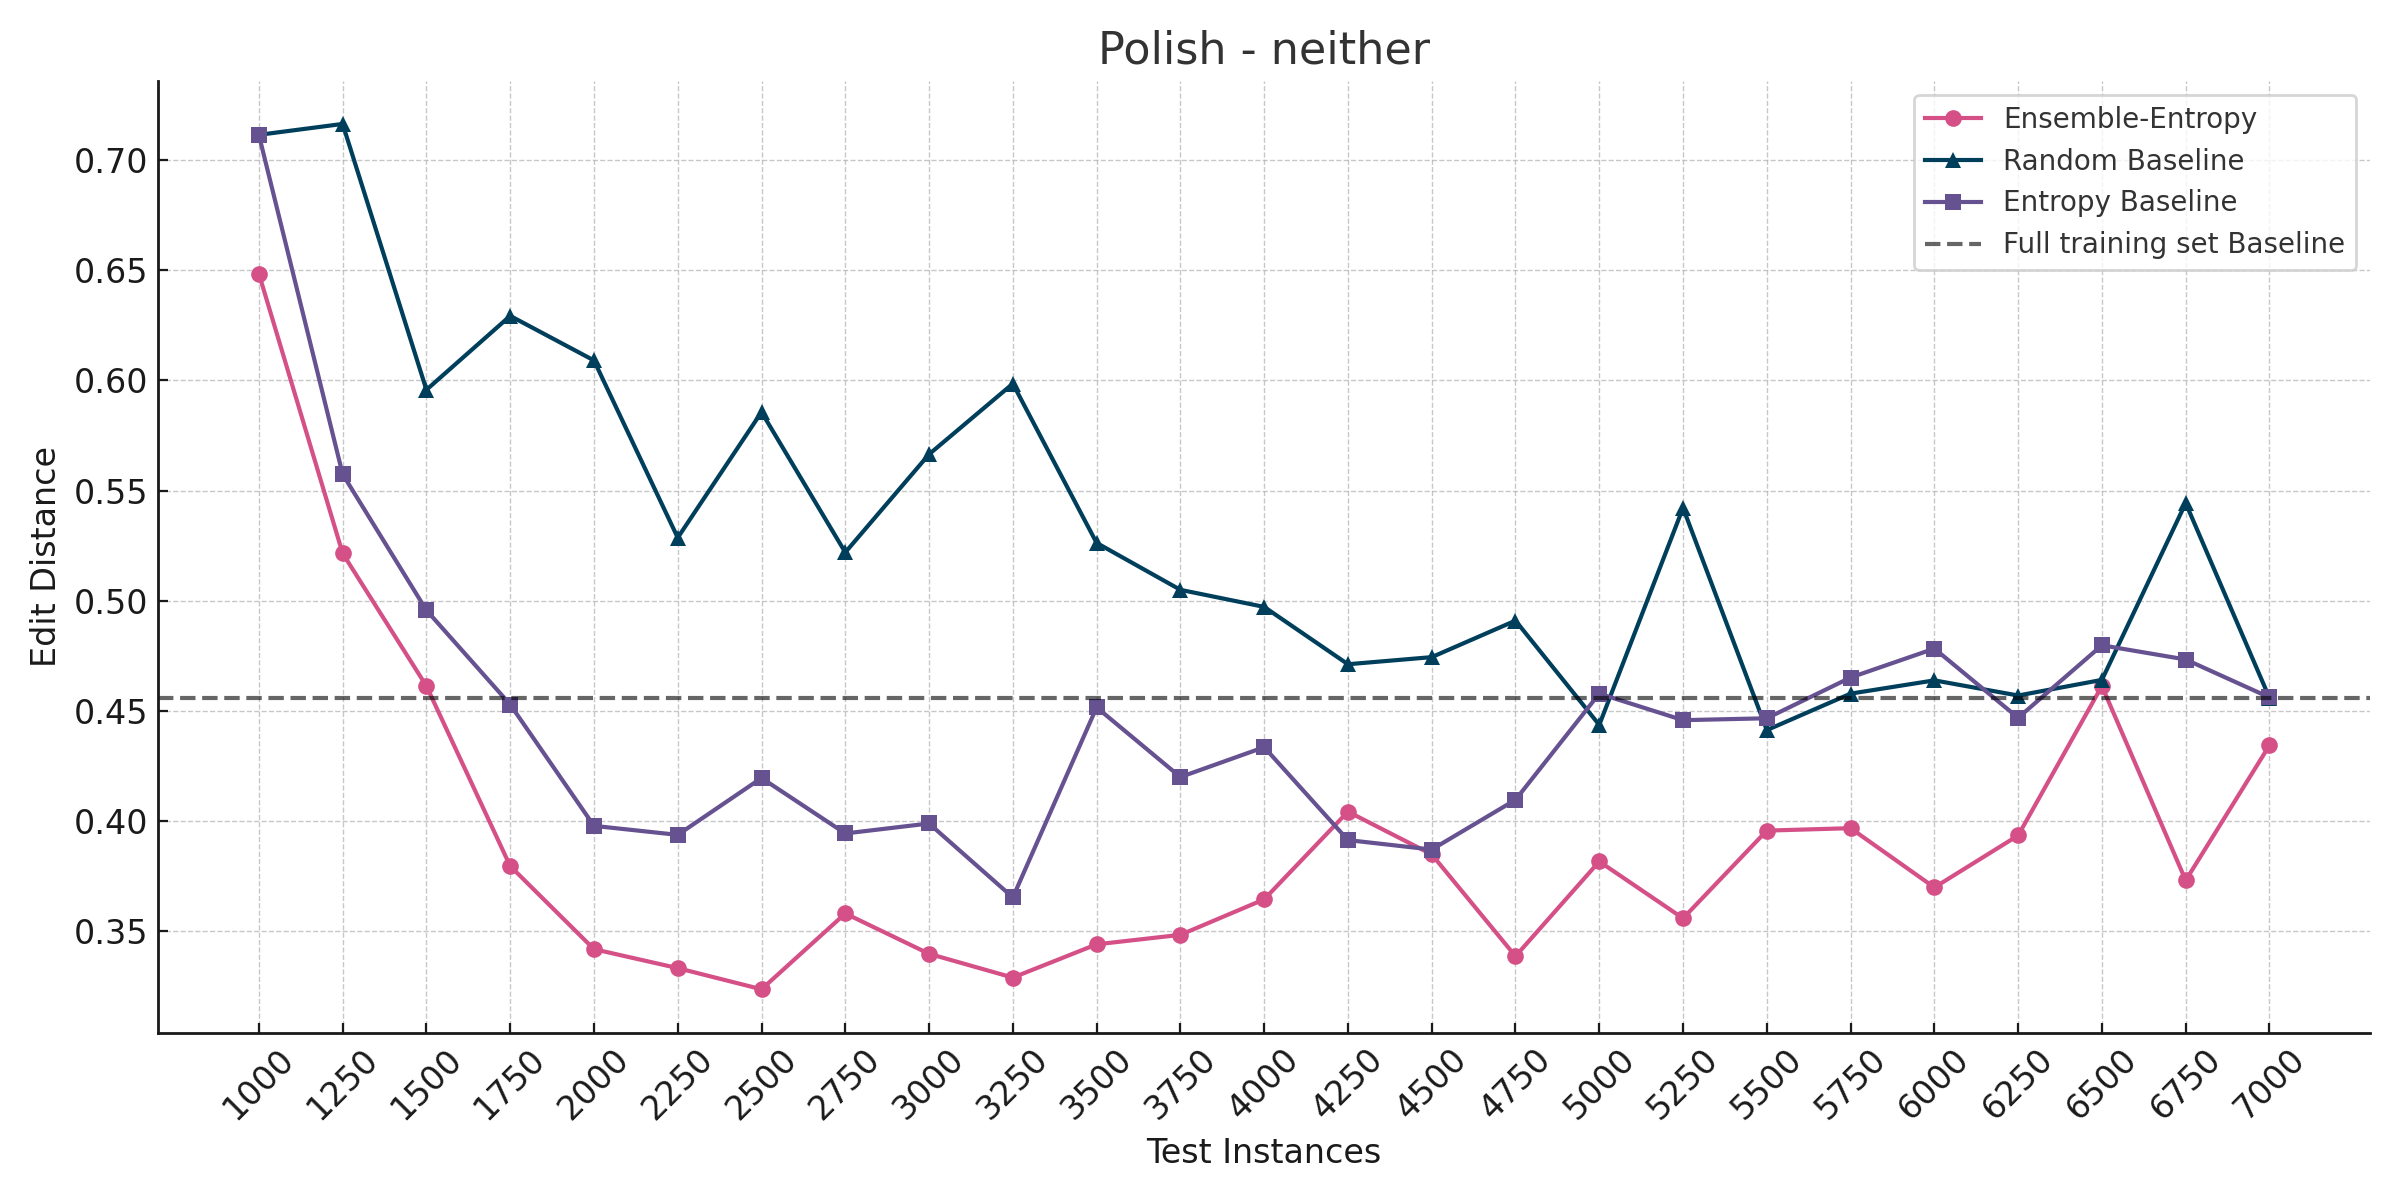 Polish - neither
Ensemble-Entropy
Random Baseline
Entropy Baseline
Full training set Baseline
Edit Distance
0.70
0.65
0.60
0.55
0.50
0.45
0.40
0.35
1000 1250 1500 1750 2000 2250 2500 2750 3000 3250 3500 3750 4000 4250 4500 4750 5000 5250 5500 5750 6000 6250 6500 6750 7000
Test Instances